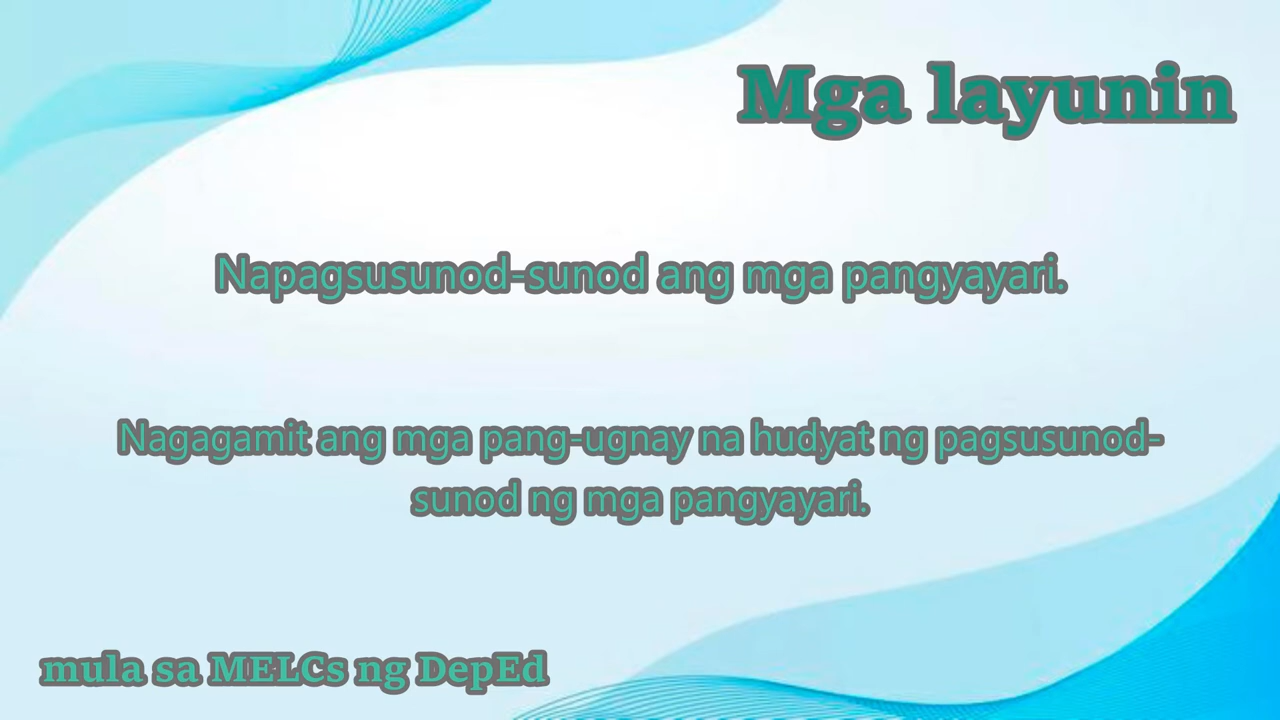 Mga layunin
Napagsusunod-sunod ang mga pangyayari.
Nagagamit ang mga pang-ugnay na hudyat ng pagsusunod-
sunod ng mga pangyayari.
mula sa MELCs ng DepEd